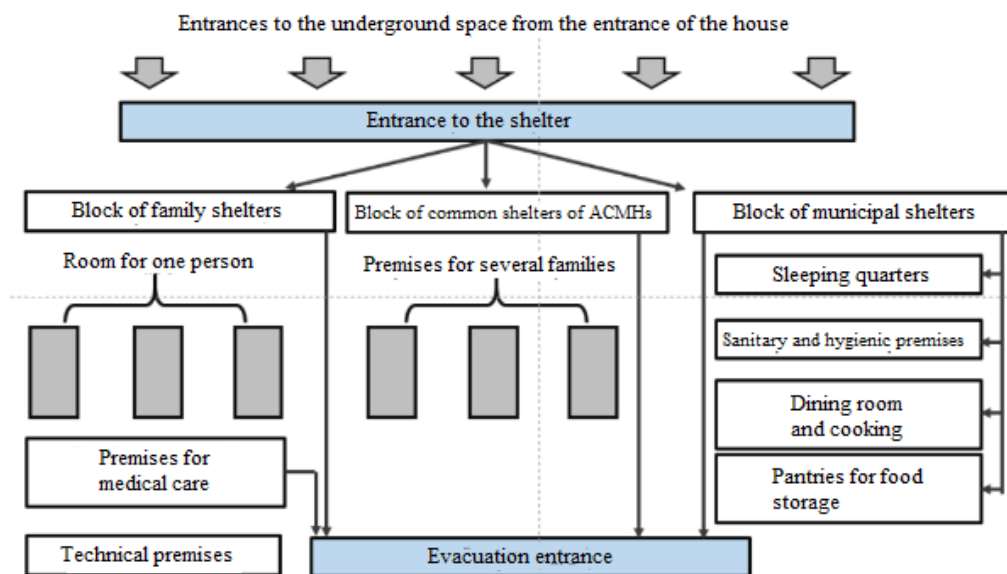 Entrances to the underground space from the entrance of the house
Entrance to the shelter
Block of family shelters
Block of common shelters of ACMHs
Block of municipal shelters
Room for one person
Premises for several families
Sleeping quarters
Sanitary and hygienic premises
Dining room
and cooking
Premises for
medical care
Pantries for food
storage
Technical premises
Evacuation entrance